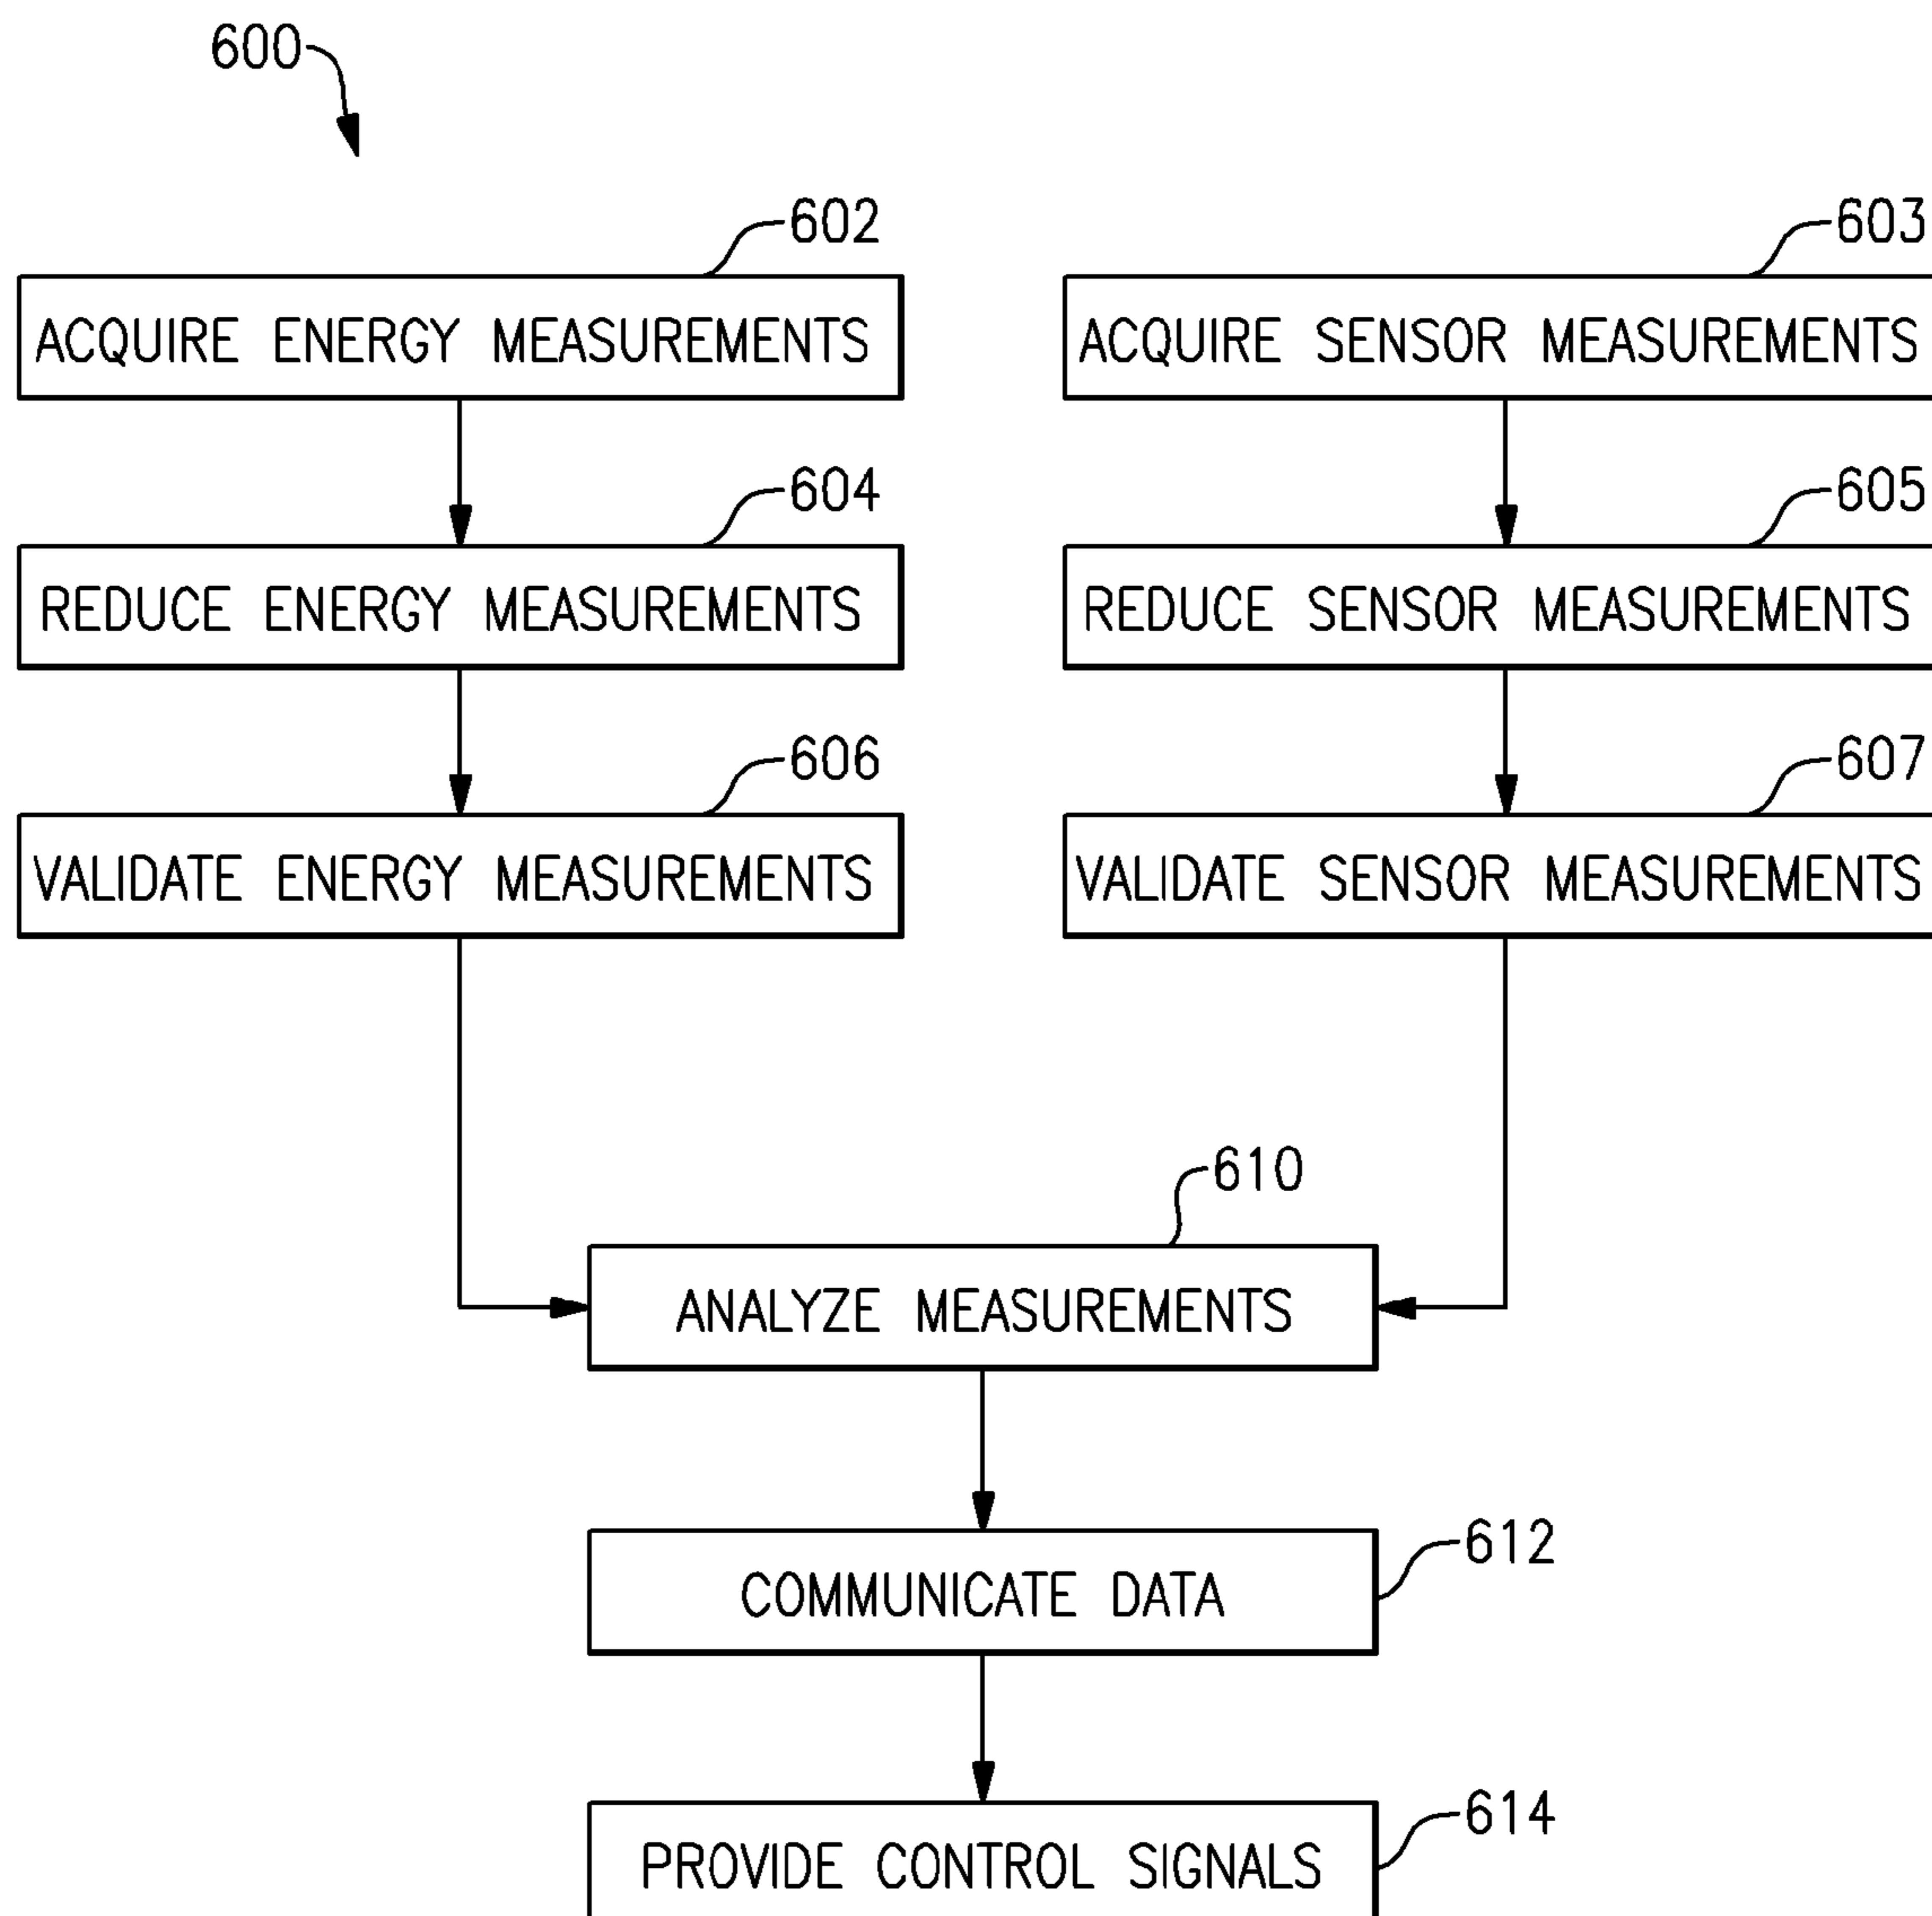 600
602
603
ACQUIRE ENERGY MEASUREMENTS
ACQUIRE SENSOR MEASUREMENTS
604
605
REDUCE ENERGY MEASUREMENTS
REDUCE SENSOR MEASUREMENTS
606
607
VALIDATE ENERGY MEASUREMENTS
VALIDATE SENSOR MEASUREMENTS
610
ANALYZE MEASUREMENTS
612
COMMUNICATE DATA
614
PROVIDE CONTROL SIGNALS